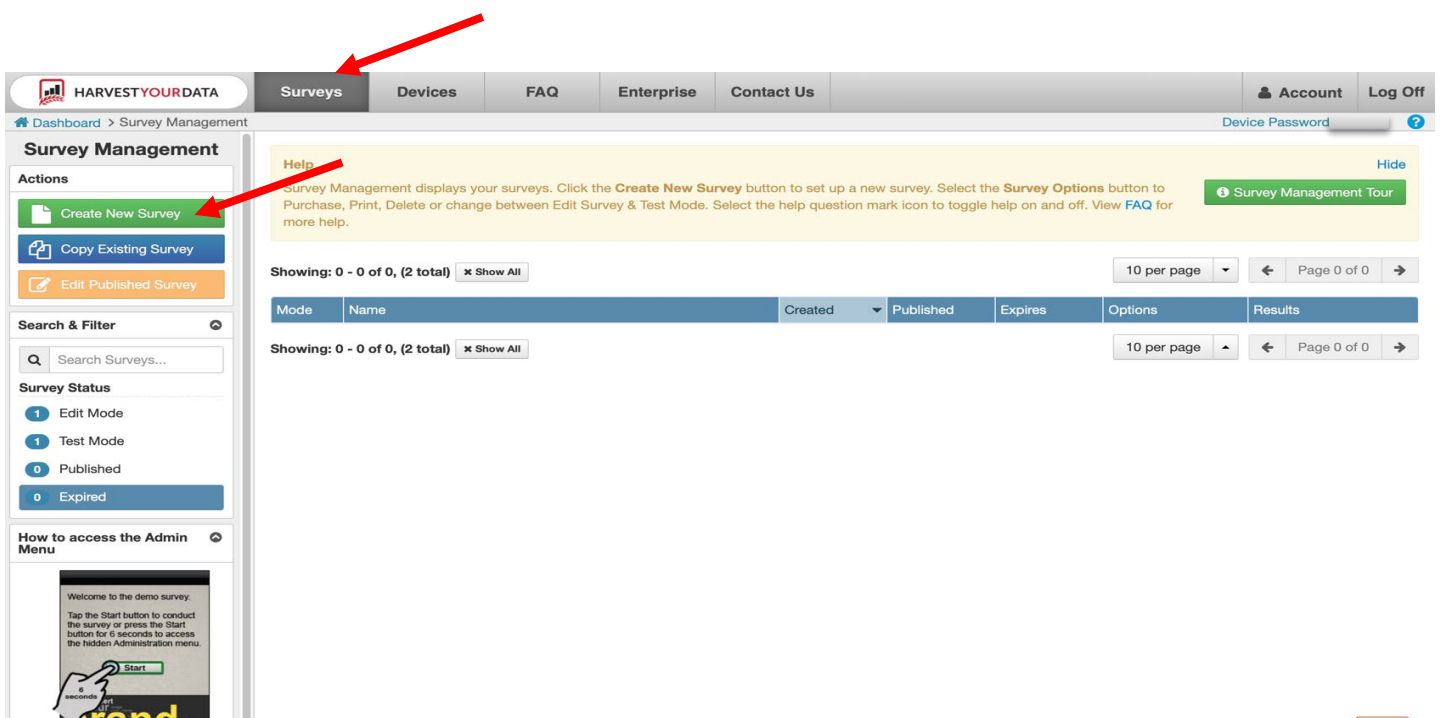 HARVESTYOURDATA
Surveys Devices FAQ Enterprise Contact Us Account Log Off
Dashboard > Survey Management Device Password
Survey Management
Actions
Create New Survey
Copy Existing Survey
Edit Published Survey
Search & Filter
Search Surveys...
Survey Status
1 Edit Mode
1 Test Mode
0 Published
0 Expired
How to access the Admin
Menu
Welcome to the demo survey.
Tap the Start button to conduct
the survey or press the Start
button for 6 seconds to access
the hidden Administration menu.
Start
6
seconds
Help Hide
Survey Management displays your surveys. Click the Create New Survey button to set up a new survey. Select the Survey Options button to
Purchase, Print, Delete or change between Edit Survey & Test Mode. Select the help question mark icon to toggle help on and off. View FAQ for
more help.
Survey Management Tour
Showing: 0 - 0 of 0, (2 total) Show All 10 per page Page 0 of 0
Mode Name Created Published Expires Options Results
Showing: 0 - 0 of 0, (2 total) Show All 10 per page Page 0 of 0